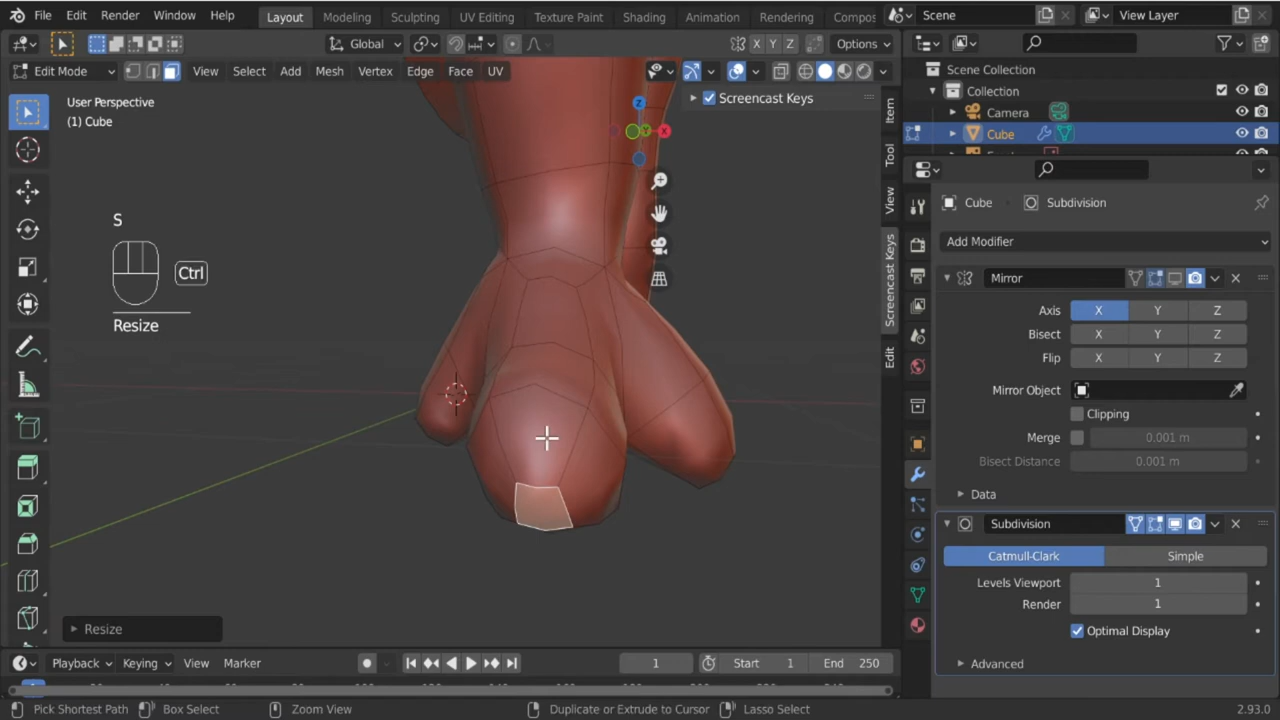 File Edit Render Window Help Layout Modeling Sculpting UV Editing Texture Paint Shading Animation Rendering Compos Scene View Layer
Global X Y Z Options
Edit Mode View Select Add Mesh Vertex Edge Face UV
User Perspective
(1) Cube
Screencast Keys
Z
Y X
S
Ctrl
Resize
Resize
Item
Tool
View
Screencast Keys
Edit
Scene Collection
Collection
Camera
Cube
Cube Subdivision
Add Modifier
Mirror
Axis X Y Z
Bisect X Y Z
Flip X Y Z
Mirror Object
Clipping
Merge 0.001 m
Bisect Distance 0.001 m
Data
Subdivision
Catmull-Clark Simple
Levels Viewport 1
Render 1
Optimal Display
Advanced
Playback Keying View Marker 1 Start 1 End 250
Pick Shortest Path Box Select Zoom View Duplicate or Extrude to Cursor Lasso Select 2.93.0